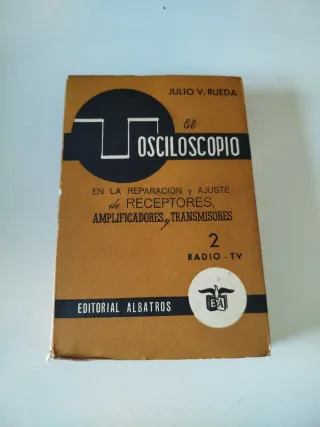 JULIO V. RUEDA
El
OSCILOSCOPIO
EN LA REPARACION y AJUSTE
de RECEPTORES,
AMPLIFICADORES y TRANSMISORES
2
RADIO - TV
EDITORIAL ALBATROS
EA